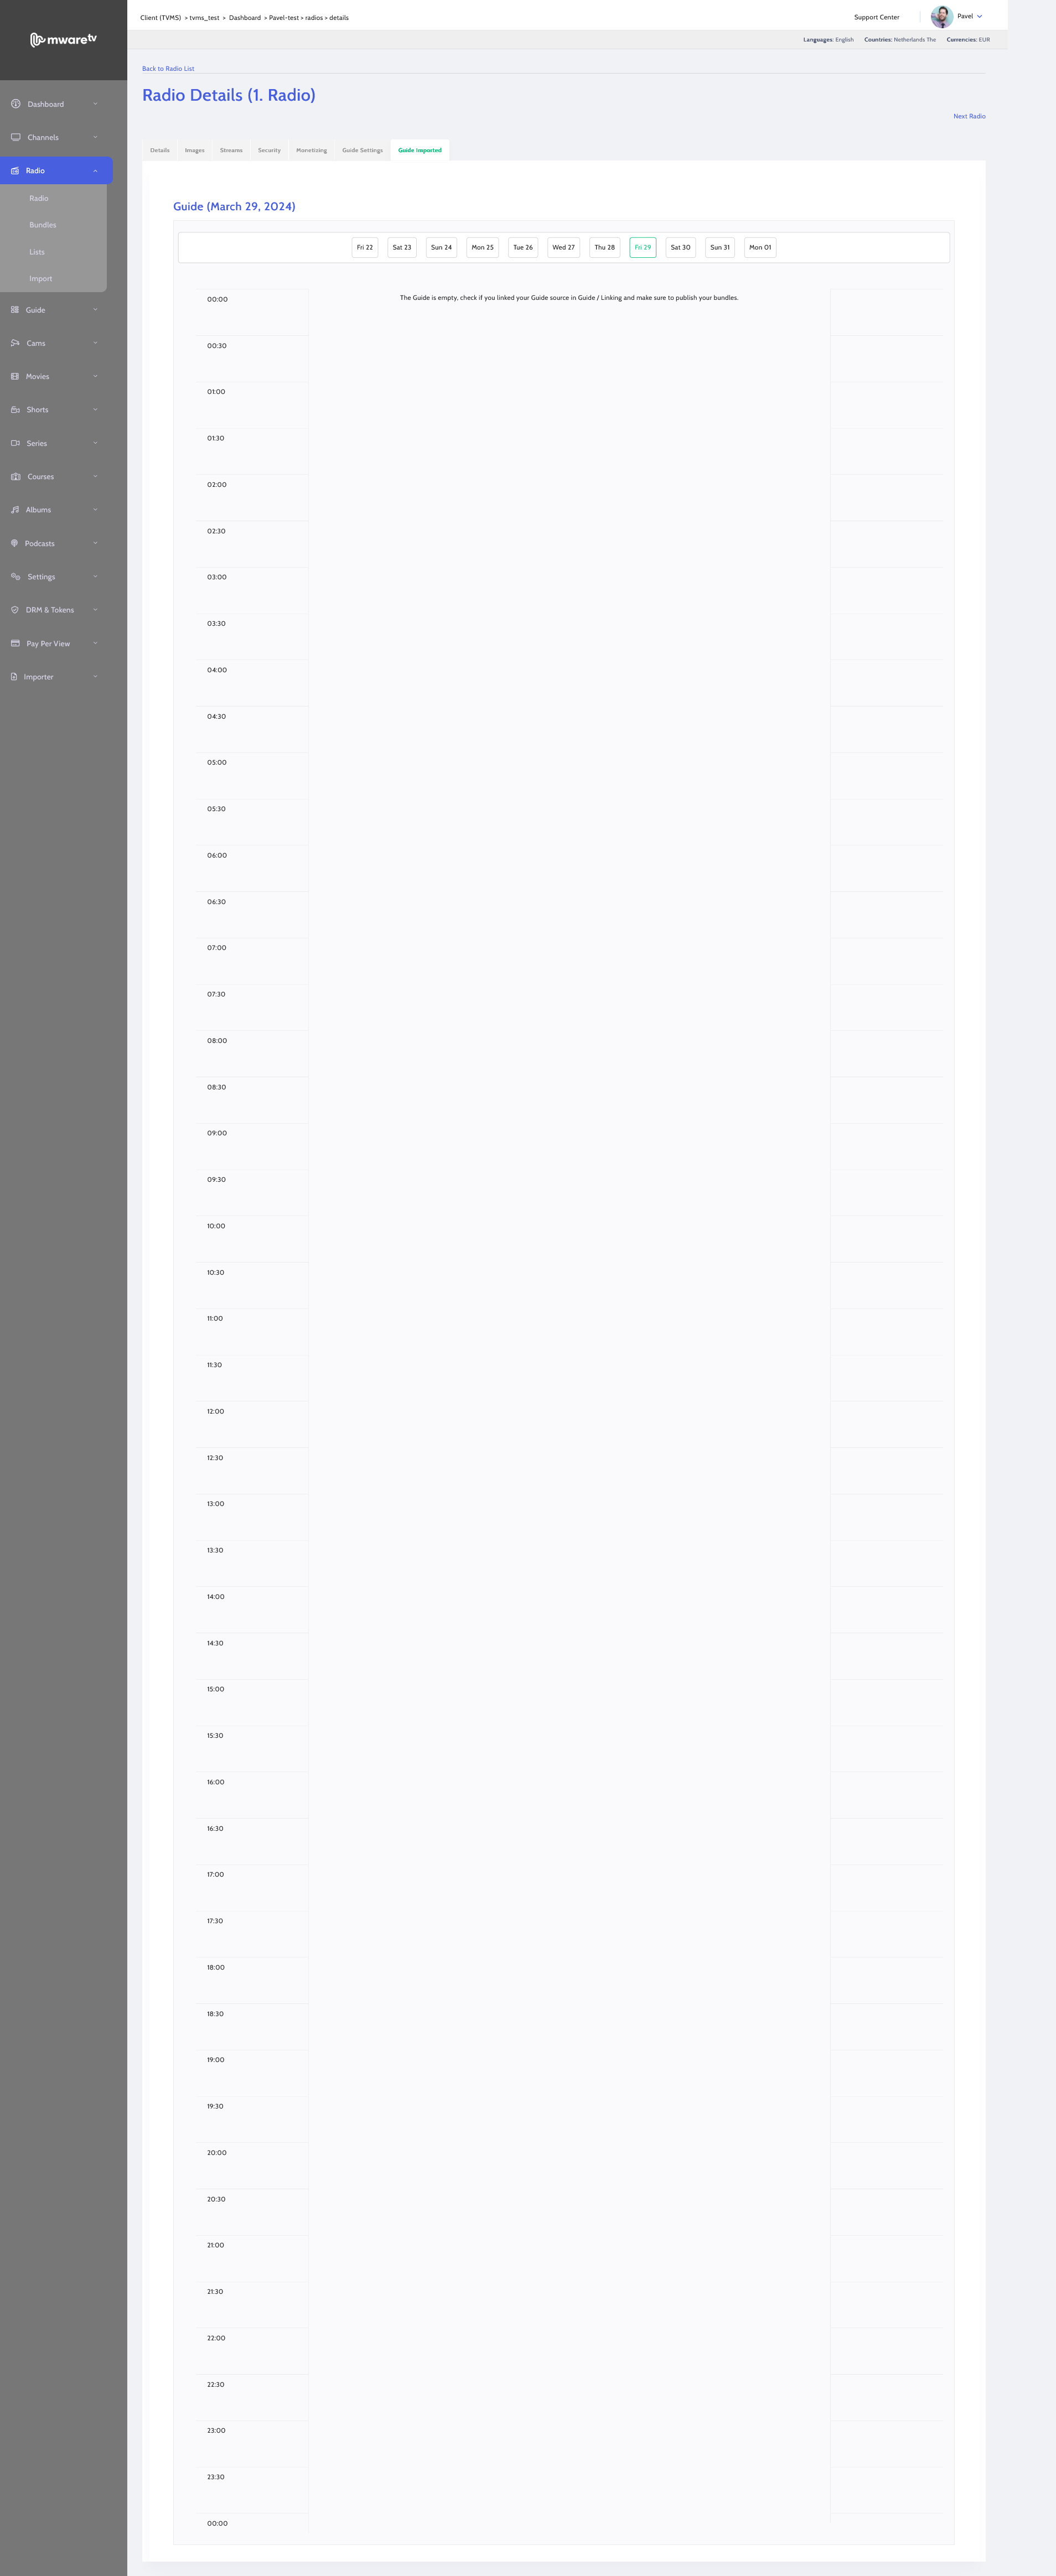 mwaretv
Client (TVMS) > tvms_test > Dashboard > Pavel-test > radios > details
Support Center
Pavel
Languages: English Countries: Netherlands The Currencies: EUR
Dashboard
Channels
Radio
Radio
Bundles
Lists
Import
Guide
Cams
Movies
Shorts
Series
Courses
Albums
Podcasts
Settings
DRM & Tokens
Pay Per View
Importer
Back to Radio List
Radio Details (1. Radio)
Next Radio
Details Images Streams Security Monetizing Guide Settings Guide Imported
Guide (March 29, 2024)
Fri 22 Sat 23 Sun 24 Mon 25 Tue 26 Wed 27 Thu 28 Fri 29 Sat 30 Sun 31 Mon 01
The Guide is empty, check if you linked your Guide source in Guide / Linking and make sure to publish your bundles.
00:00
00:30
01:00
01:30
02:00
02:30
03:00
03:30
04:00
04:30
05:00
05:30
06:00
06:30
07:00
07:30
08:00
08:30
09:00
09:30
10:00
10:30
11:00
11:30
12:00
12:30
13:00
13:30
14:00
14:30
15:00
15:30
16:00
16:30
17:00
17:30
18:00
18:30
19:00
19:30
20:00
20:30
21:00
21:30
22:00
22:30
23:00
23:30
00:00